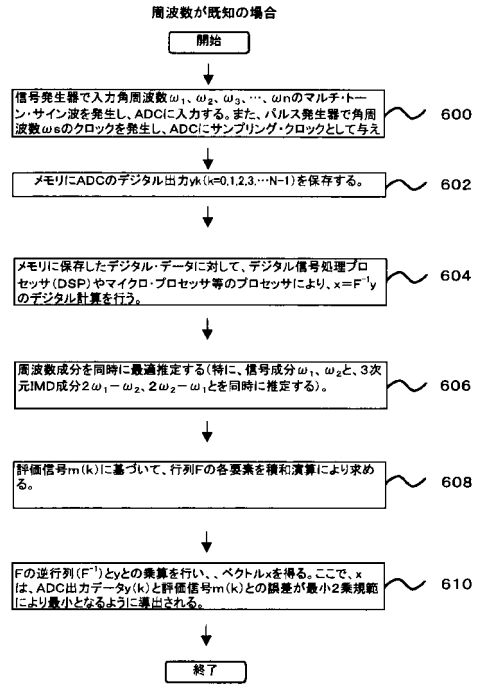 周波数が既知の場合
開始
信号発生器で入力角周波数ω1、ω2、ω3、…、ωnのマルチ・トー
ン・サイン波を発生し、ADCに入力する。また、パルス発生器で角周
波数ωsのクロックを発生し、ADCにサンプリング・クロックとして与え
600
メモリにADCのデジタル出力yk(k=0,1,2,3,…N-1)を保存する。
602
メモリに保存したデジタル・データに対して、デジタル信号処理プロ
セッサ(DSP)やマイクロ・プロセッサ等のプロセッサにより、x=F⁻¹y
のデジタル計算を行う。
604
周波数成分を同時に最適推定する(特に、信号成分ω1、ω2と、3次
元IMD成分2ω1-ω2、2ω2-ω1とを同時に推定する)。
606
評価信号m(k)に基づいて、行列Fの各要素を積和演算により求め
る。
608
Fの逆行列(F⁻¹)とyとの乗算を行い、、ベクトルxを得る。ここで、x
は、ADC出力データy(k)と評価信号m(k)との誤差が最小2乗規範
により最小となるように導出される。
610
終了